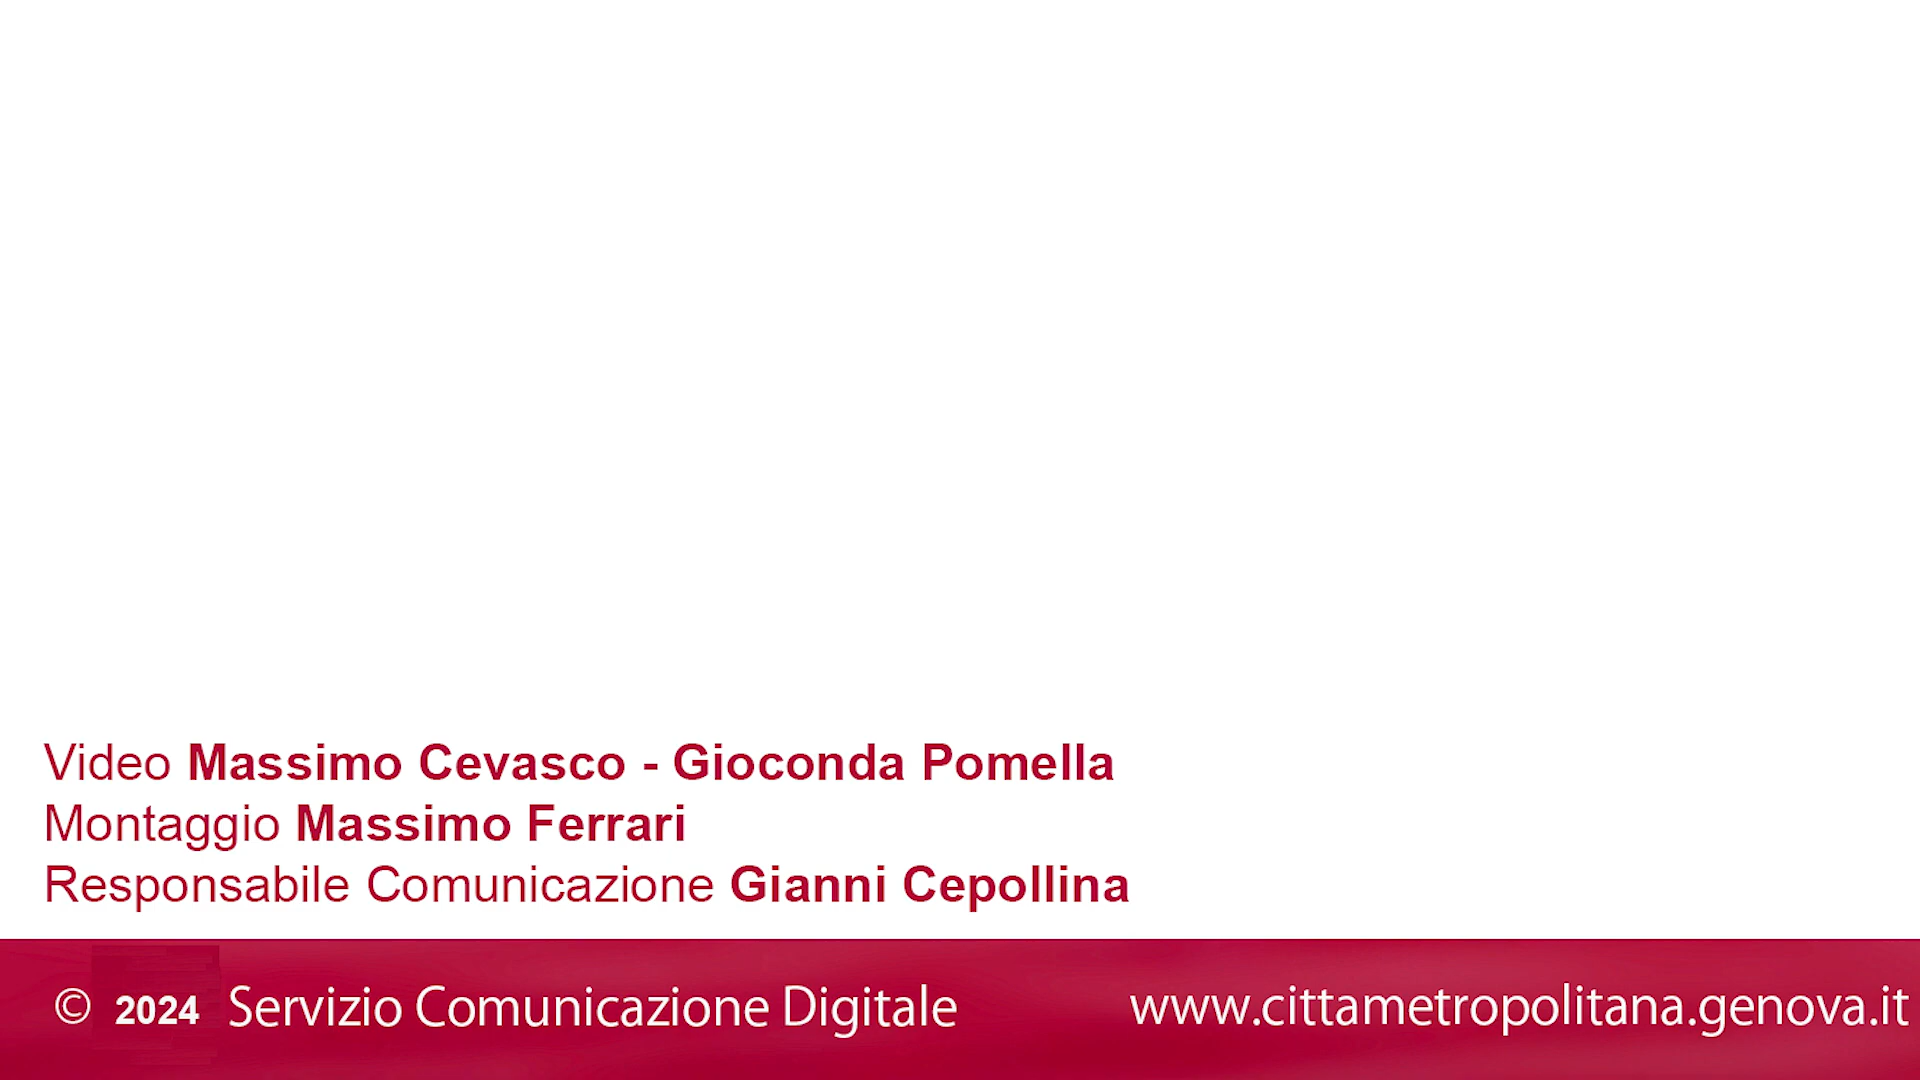 Video Massimo Cevasco - Gioconda Pomella
Montaggio Massimo Ferrari
Responsabile Comunicazione Gianni Cepollina
© 2024 Servizio Comunicazione Digitale
www.cittametropolitana.genova.it